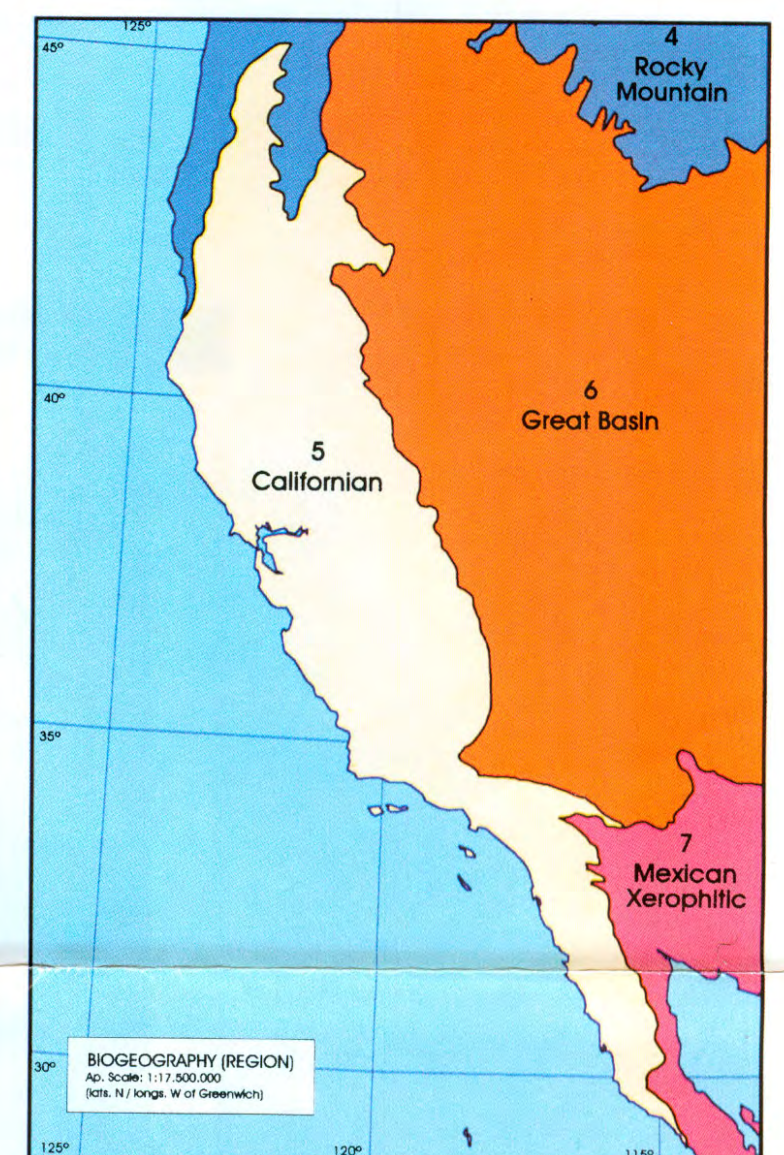 125°
45°
4
Rocky
Mountain
40°
6
Great Basin
5
Californian
35°
7
Mexican
Xerophitic
BIOGEOGRAPHY (REGION)
Ap. Scale: 1:17.500.000
(lats. N / longs. W of Greenwich)
30°
125°
120°
115°